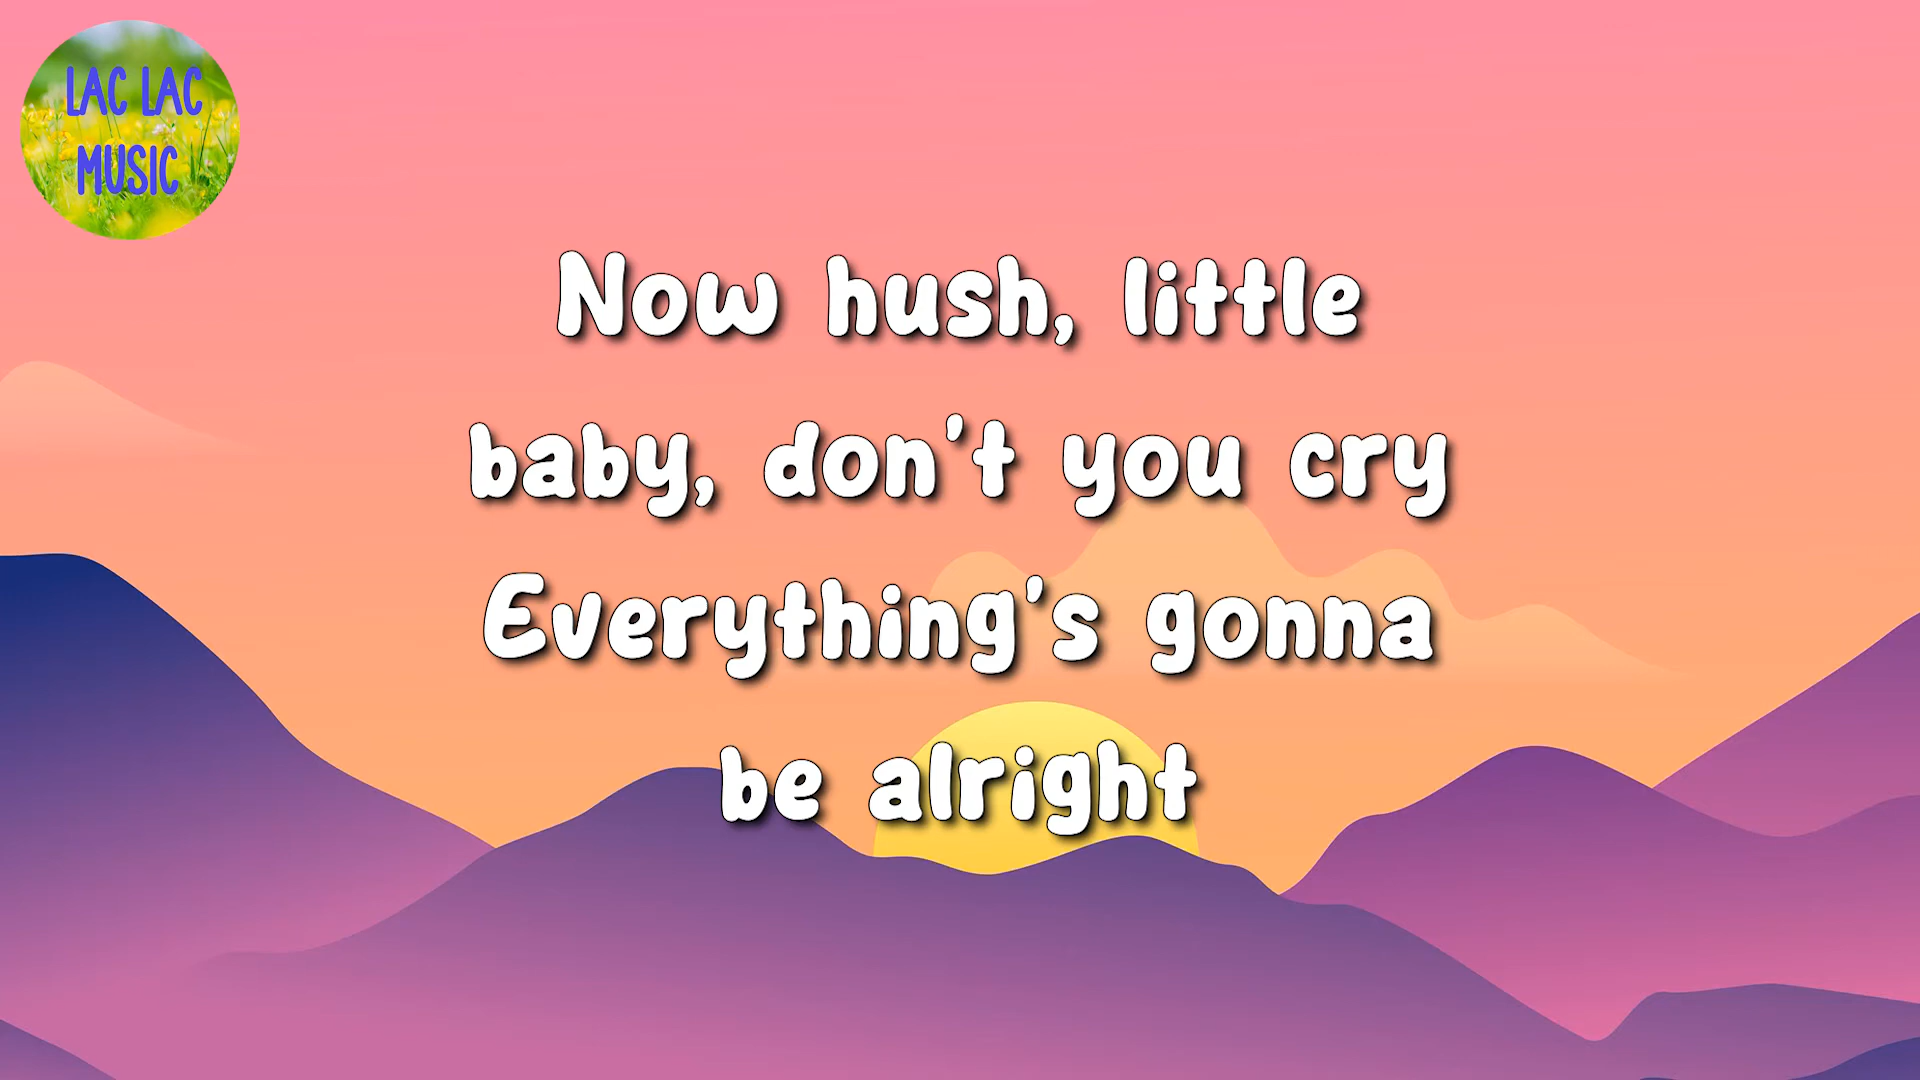 LAC LAC
MUSIC
Now hush, little
baby, don't you cry
Everything's gonna
be alright